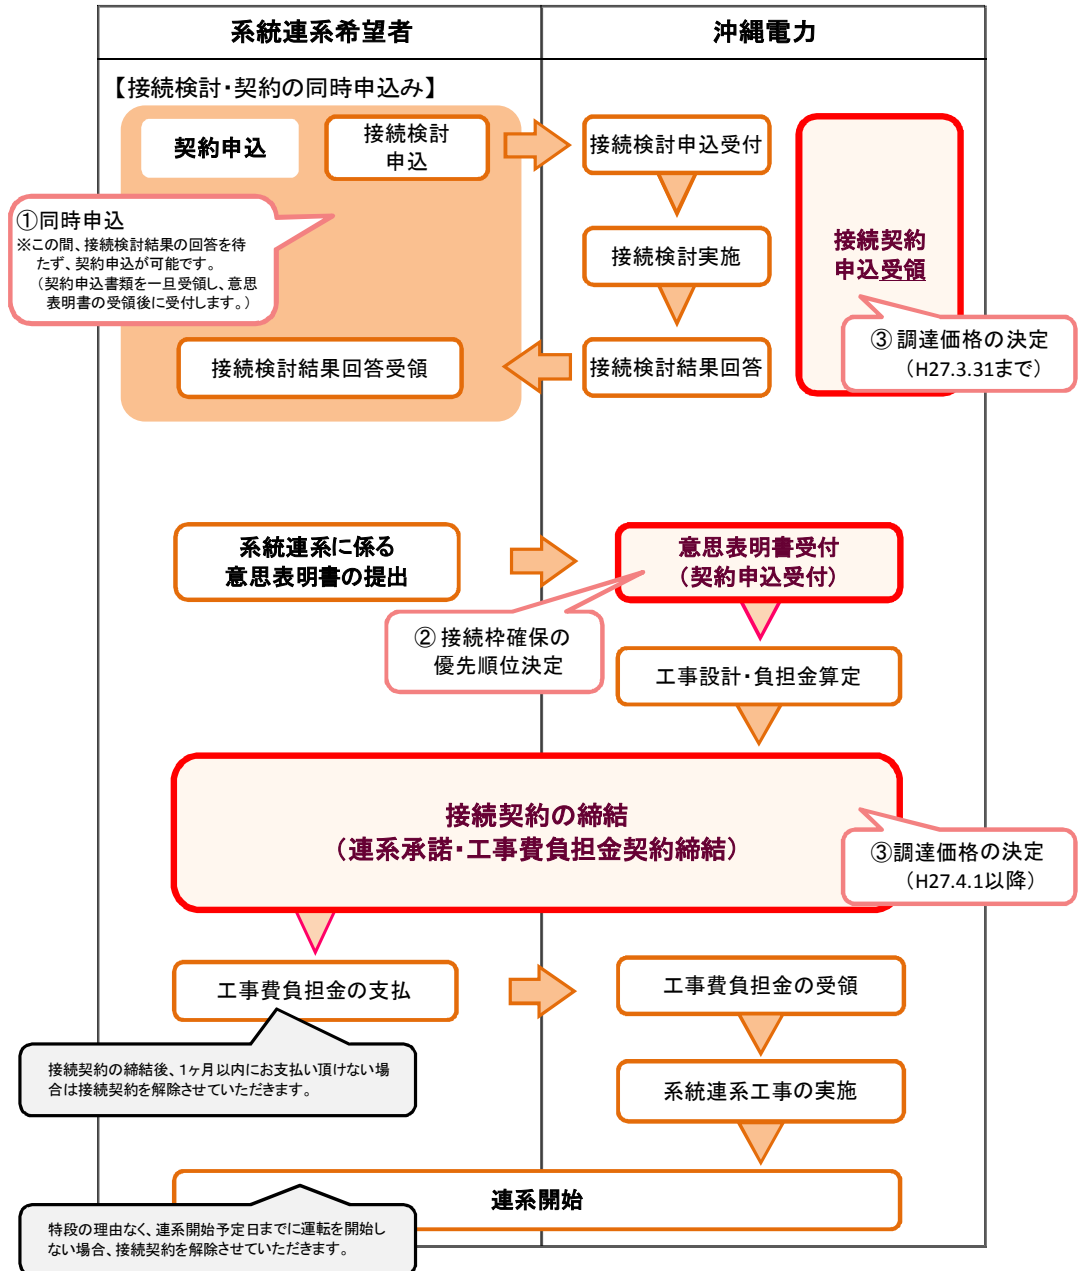 系統連系希望者
沖縄電力
【接続検討・契約の同時申込み】
契約申込
接続検討
申込
接続検討申込受付
①同時申込
※この間、接続検討結果の回答を待
たず、契約申込が可能です。
（契約申込書類を一旦受領し、意思
表明書の受領後に受付します。）
接続検討実施
接続契約
申込受領
③調達価格の決定
（H27.3.31まで）
接続検討結果回答受領
接続検討結果回答
系統連系に係る
意思表明書の提出
意思表明書受付
（契約申込受付）
②接続枠確保の
優先順位決定
工事設計・負担金算定
接続契約の締結
（連系承諾・工事費負担金契約締結）
③調達価格の決定
（H27.4.1以降）
工事費負担金の支払
工事費負担金の受領
接続契約の締結後、1ヶ月以内にお支払い頂けない場
合は接続契約を解除させていただきます。
系統連系工事の実施
連系開始
特段の理由なく、連系開始予定日までに運転を開始し
ない場合、接続契約を解除させていただきます。